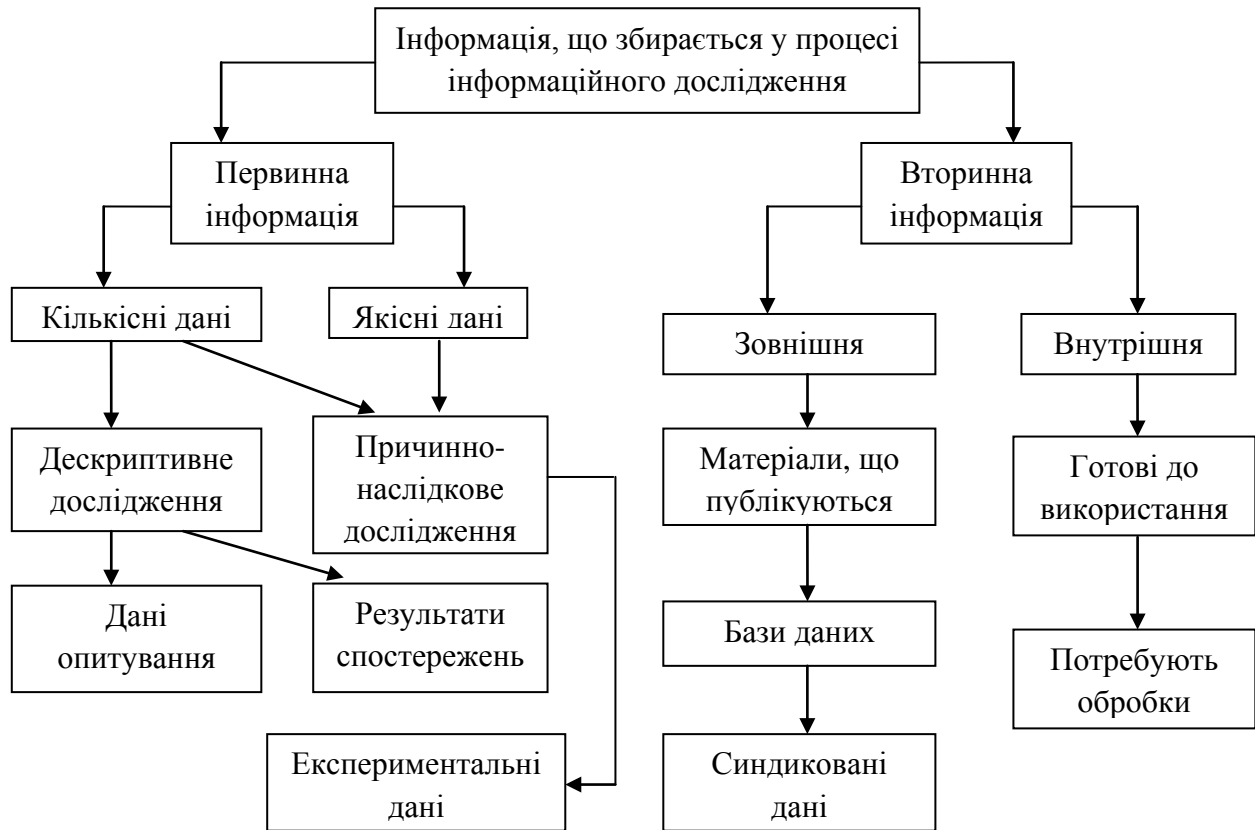 Інформація, що збирається у процесі
інформаційного дослідження
Первинна
інформація
Вторинна
інформація
Кількісні дані
Якісні дані
Зовнішня
Внутрішня
Дескриптивне
дослідження
Причинно-
наслідкове
дослідження
Матеріали, що
публікуються
Готові до
використання
Дані
опитування
Результати
спостережень
Бази даних
Потребують
обробки
Експериментальні
дані
Синдиковані
дані